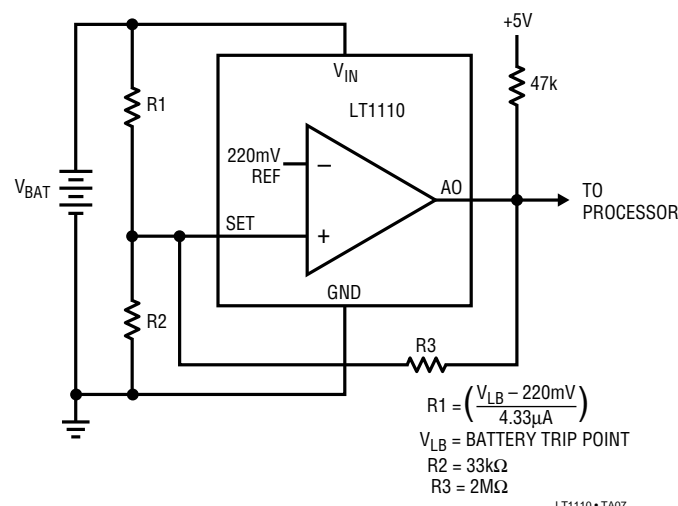 +5V
V_IN
47k
R1
LT1110
220mV
REF
–
V_BAT
AO
TO
PROCESSOR
SET
+
GND
R2
R3
R1 = (V_LB – 220mV / 4.33µA)
V_LB = BATTERY TRIP POINT
R2 = 33kΩ
R3 = 2MΩ